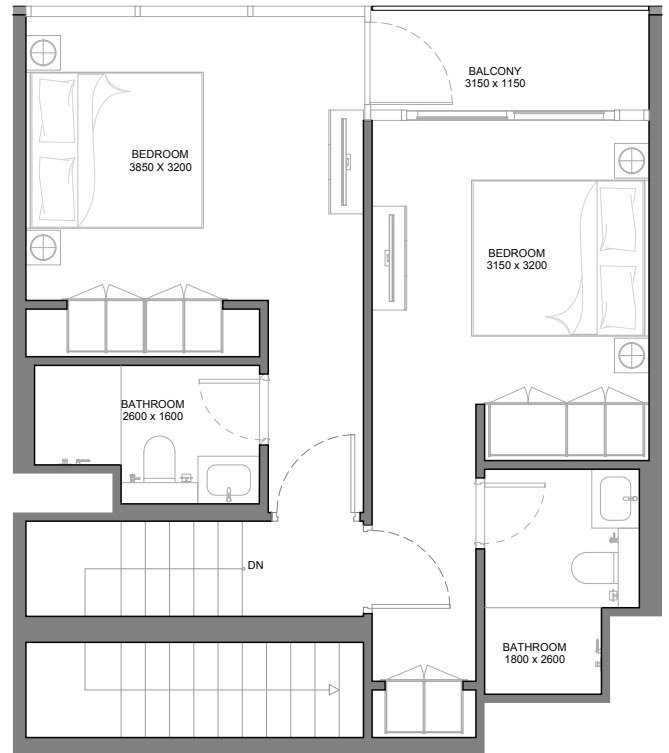 BALCONY
3150 x 1150
BEDROOM
3850 X 3200
BEDROOM
3150 x 3200
BATHROOM
2600 x 1600
DN
BATHROOM
1800 x 2600